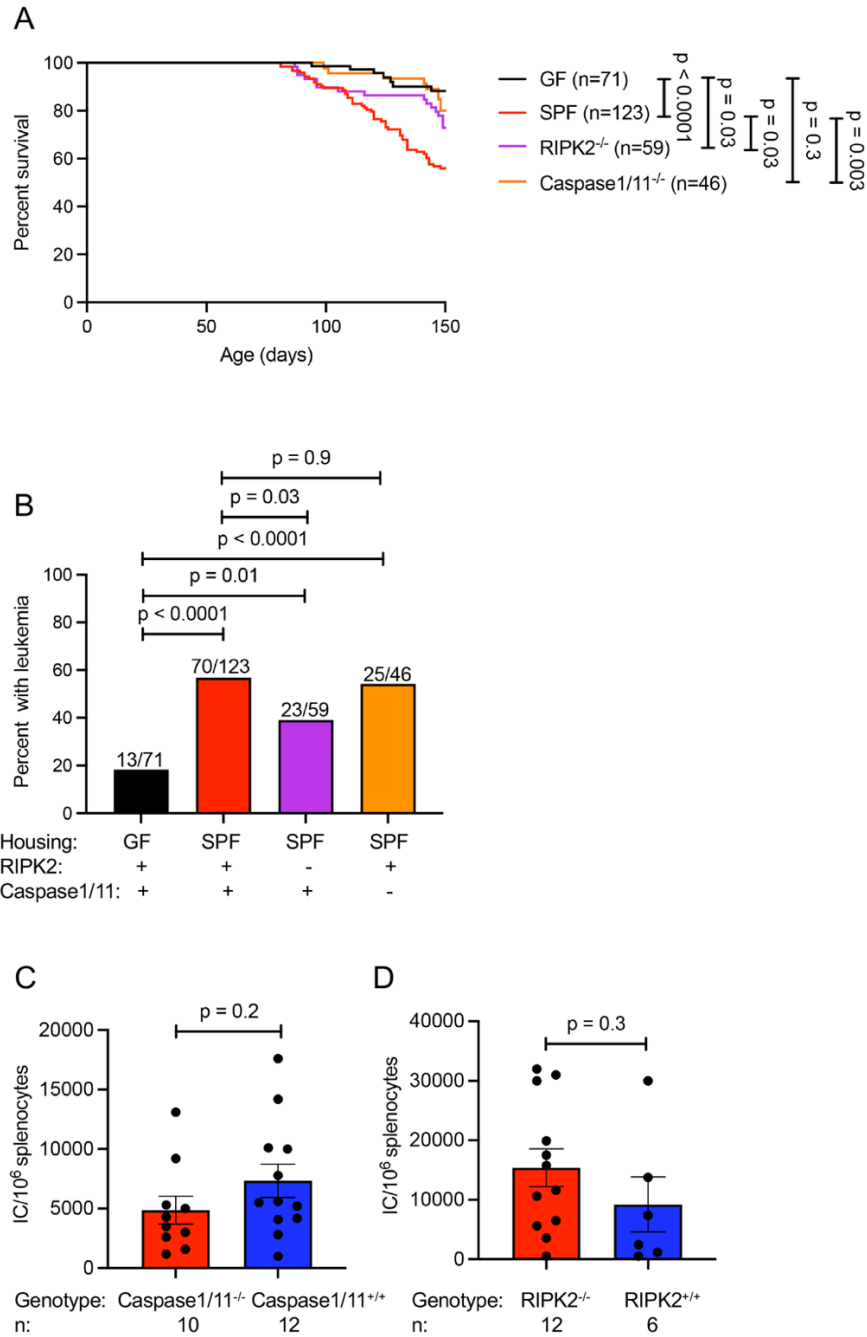 A
100
80
60
40
20
0
Percent survival
0 50 100 150
Age (days)
GF (n=71)
SPF (n=123)
RIPK2-/- (n=59)
Caspase1/11-/- (n=46)
p < 0.0001
p = 0.03
p = 0.03
p = 0.3
p = 0.003
B
p = 0.9
p = 0.03
p < 0.0001
p = 0.01
p < 0.0001
100
80
60
40
20
0
Percent with leukemia
13/71 70/123 23/59 25/46
Housing: GF SPF SPF SPF
RIPK2: + + - +
Caspase1/11: + + + -
C
p = 0.2
20000
15000
10000
5000
0
IC/10^6 splenocytes
Genotype: Caspase1/11-/- Caspase1/11+/+
n: 10 12
D
p = 0.3
40000
30000
20000
10000
0
IC/10^6 splenocytes
Genotype: RIPK2-/- RIPK2+/+
n: 12 6